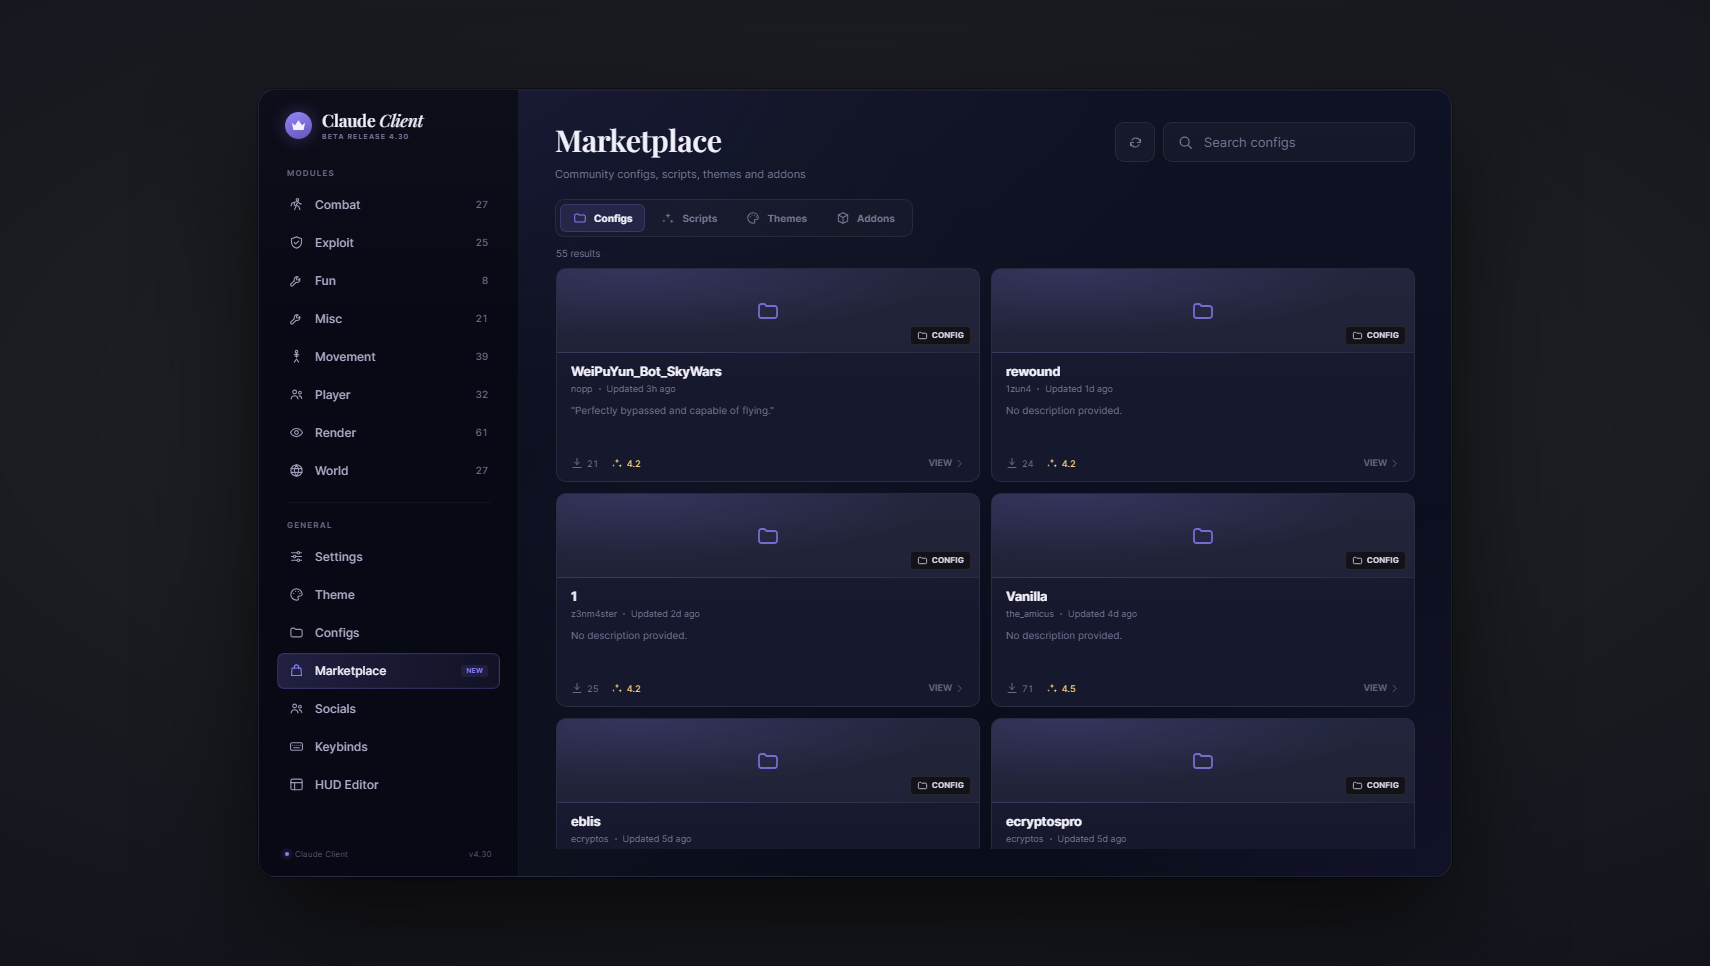 Claude Client
BETA RELEASE 4.30
MODULES
Combat 27
Exploit 25
Fun 8
Misc 21
Movement 39
Player 32
Render 61
World 27
GENERAL
Settings
Theme
Configs
Marketplace NEW
Socials
Keybinds
HUD Editor
Claude Client v4.30
Marketplace
Community configs, scripts, themes and addons
Search configs
Configs Scripts Themes Addons
55 results
CONFIG
WeiPuYun_Bot_SkyWars
nopp • Updated 3h ago
"Perfectly bypassed and capable of flying."
21 4.2 VIEW
CONFIG
rewound
1zun4 • Updated 1d ago
No description provided.
24 4.2 VIEW
CONFIG
1
z3nm4ster • Updated 2d ago
No description provided.
25 4.2 VIEW
CONFIG
Vanilla
the_amicus • Updated 4d ago
No description provided.
71 4.5 VIEW
CONFIG
eblis
ecryptos • Updated 5d ago
CONFIG
ecryptospro
ecryptos • Updated 5d ago